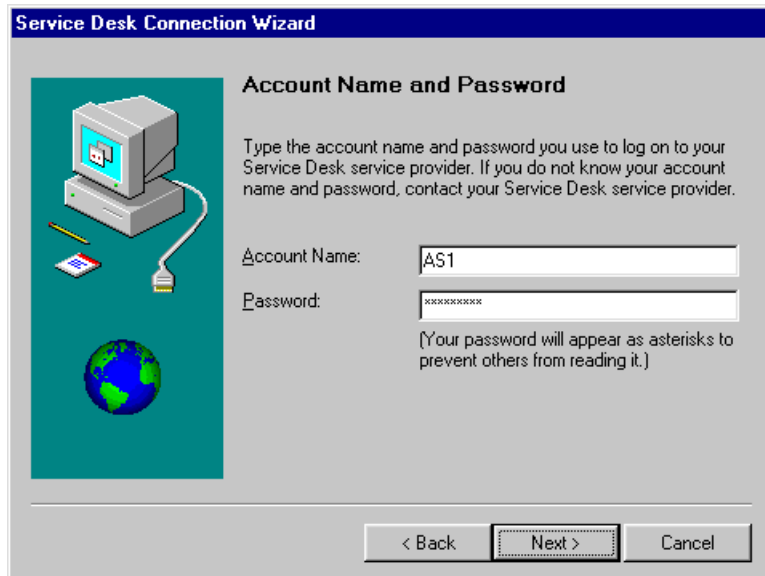 Service Desk Connection Wizard
Account Name and Password
Type the account name and password you use to log on to your
Service Desk service provider. If you do not know your account
name and password, contact your Service Desk service provider.
Account Name: AS1
Password: *********
(Your password will appear as asterisks to
prevent others from reading it.)
< Back Next > Cancel